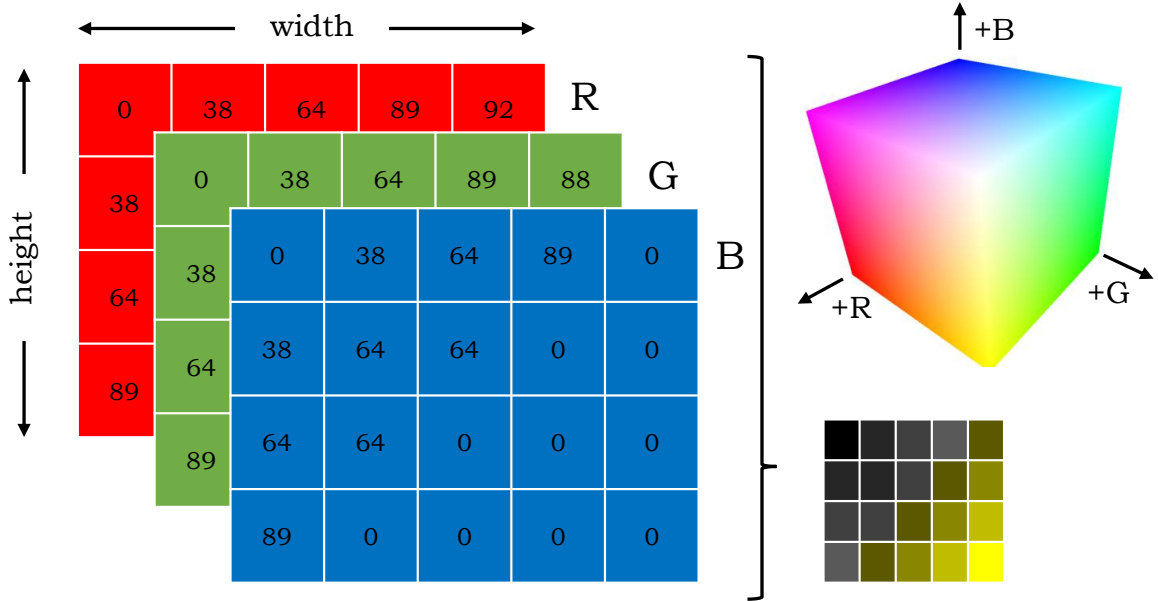 width
height
0 38 64 89 92 R
38
64
89
0 38 64 89 88 G
38
64
89
0 38 64 89 0 B
38 64 64 0 0
64 64 0 0 0
89 0 0 0 0
+B
+R
+G